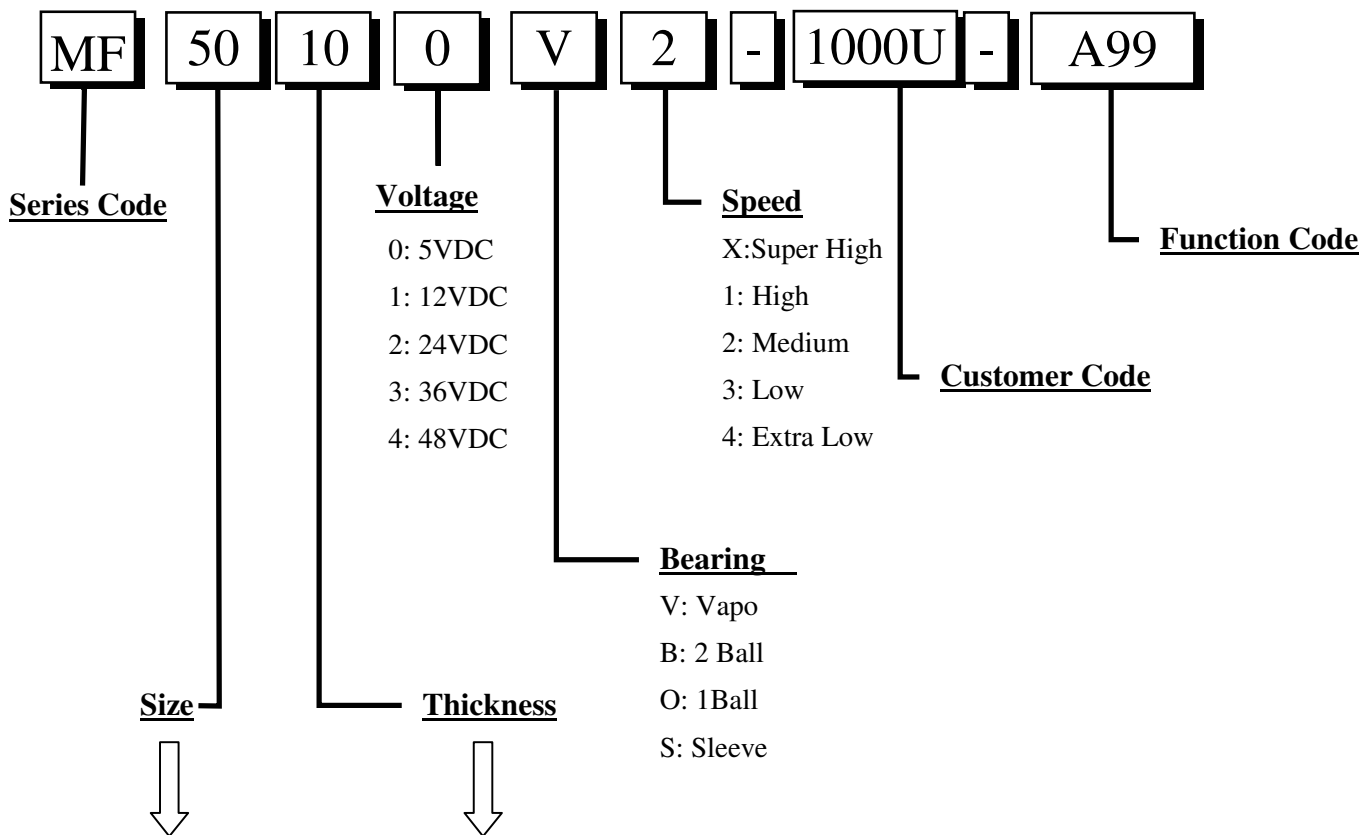 MF 50 10 0 V 2 - 1000U - A99
Series Code
Voltage
0: 5VDC
1: 12VDC
2: 24VDC
3: 36VDC
4: 48VDC
Speed
X:Super High
1: High
2: Medium
3: Low
4: Extra Low
Function Code
Customer Code
Bearing
V: Vapo
B: 2 Ball
O: 1Ball
S: Sleeve
Size
Thickness